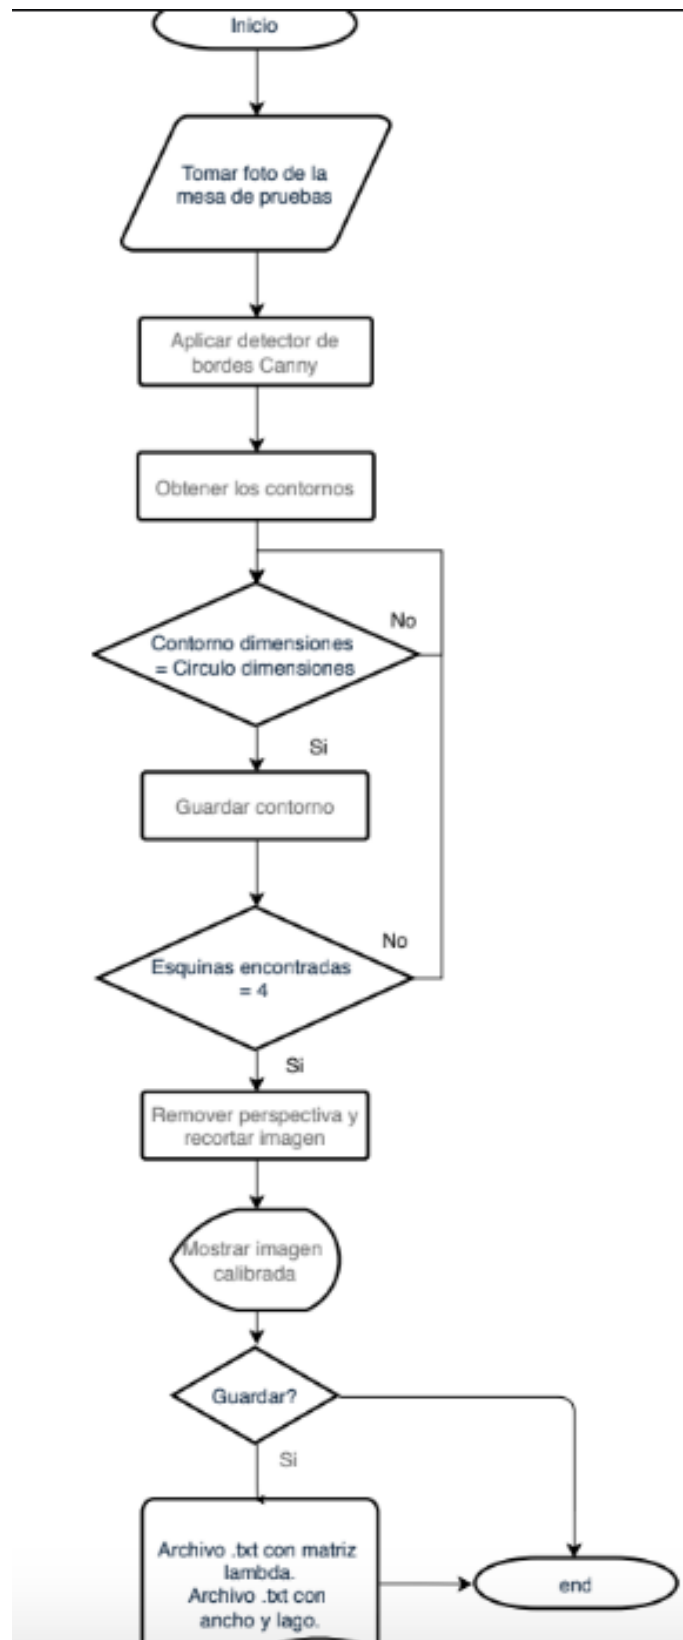 Inicio
Tomar foto de la
mesa de pruebas
Aplicar detector de
bordes Canny
Obtener los contornos
No
Contorno dimensiones
= Circulo dimensiones
Si
Guardar contorno
No
Esquinas encontradas
= 4
Si
Remover perspectiva y
recortar imagen
Mostrar imagen
calibrada
Guardar?
Si
Archivo .txt con matriz
lambda.
Archivo .txt con
ancho y lago.
end